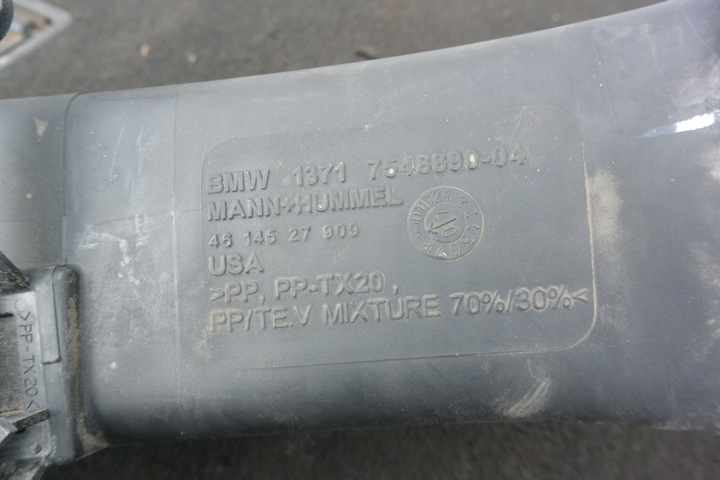 BMW 1371 7548890-04
MANN+HUMMEL
46 145 27 909
USA
>PP, PP-TX20,
PP/TE.V MIXTURE 70%/30%<
>PP-TX20<